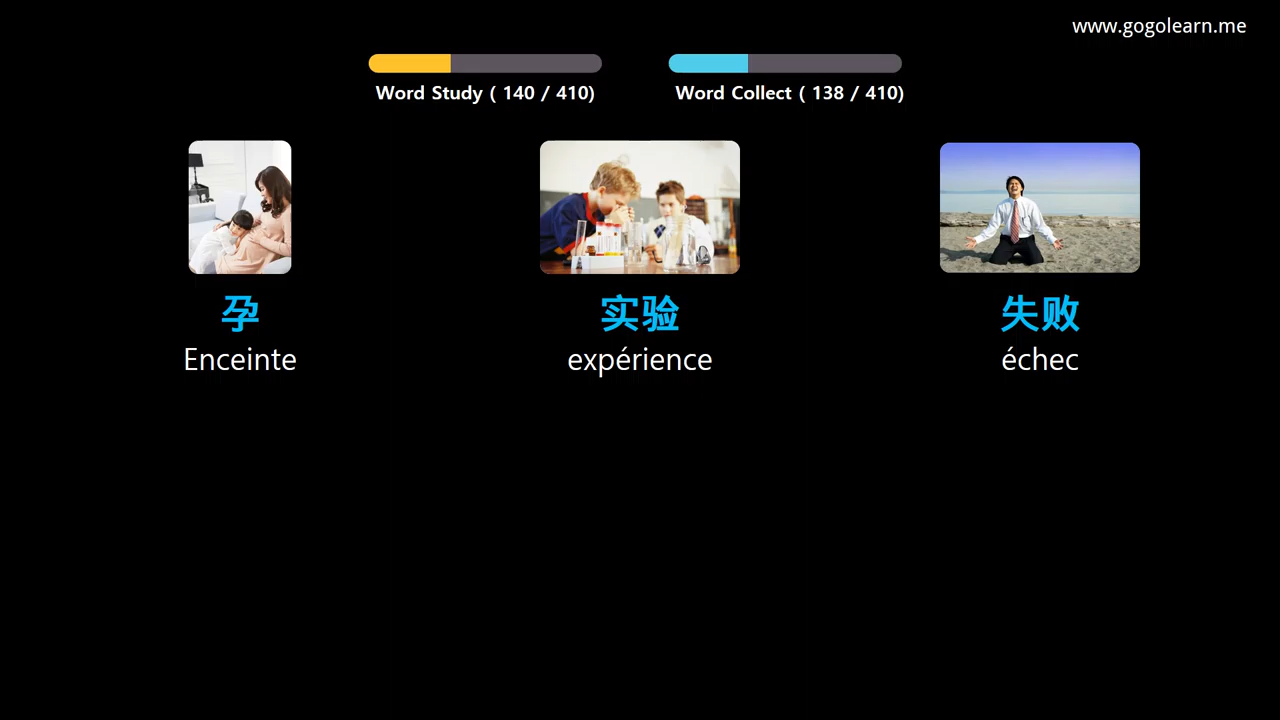 www.gogolearn.me
Word Study ( 140 / 410)
Word Collect ( 138 / 410)
孕
实验
失败
Enceinte
expérience
échec